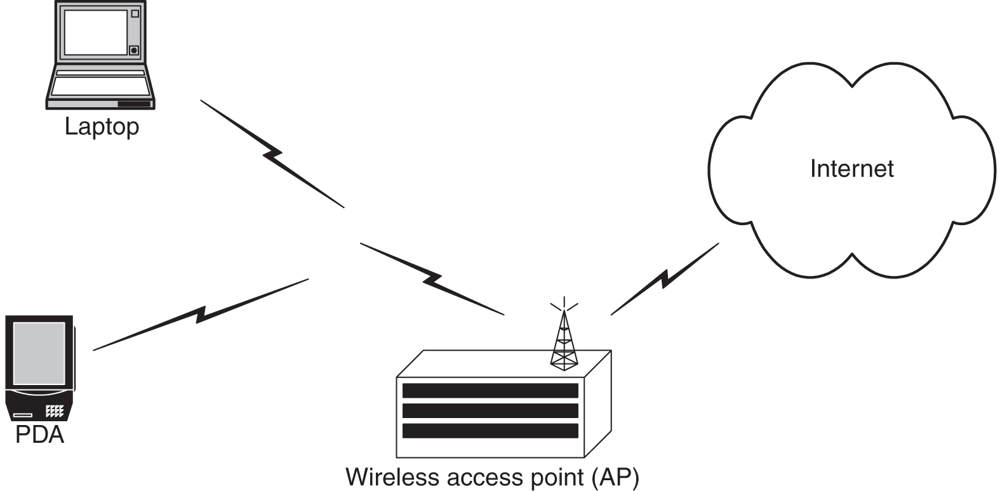 Laptop
Internet
PDA
Wireless access point (AP)